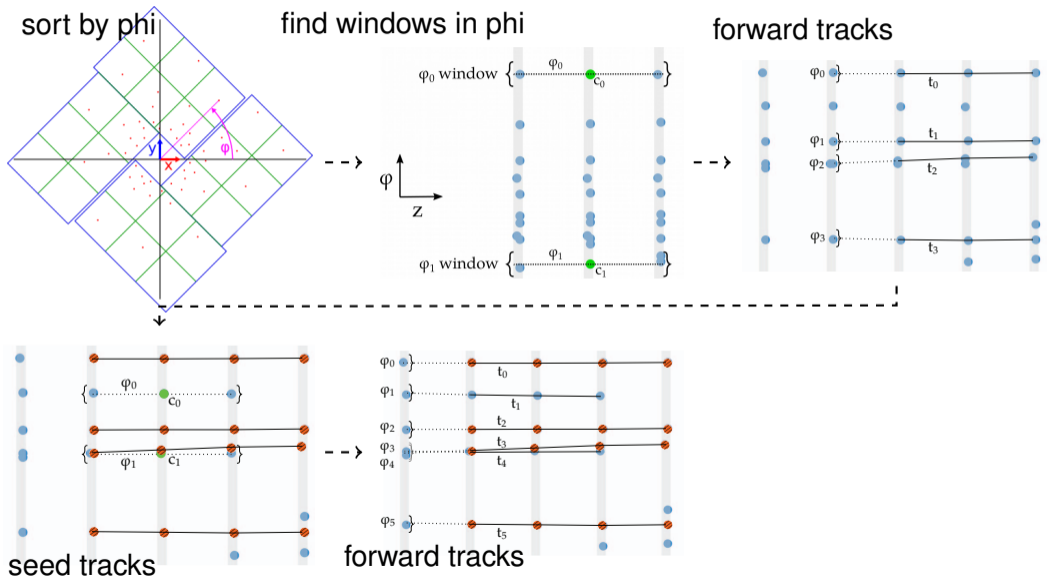 sort by phi
y
x
φ
find windows in phi
φ₀ window
φ₀
c₀
φ
z
φ₁ window
φ₁
c₁
forward tracks
φ₀
t₀
φ₁
t₁
φ₂
t₂
φ₃
t₃
φ₀
c₀
φ₁
c₁
seed tracks
φ₀
t₀
φ₁
t₁
φ₂
t₂
φ₃
t₃
φ₄
t₄
φ₅
t₅
forward tracks